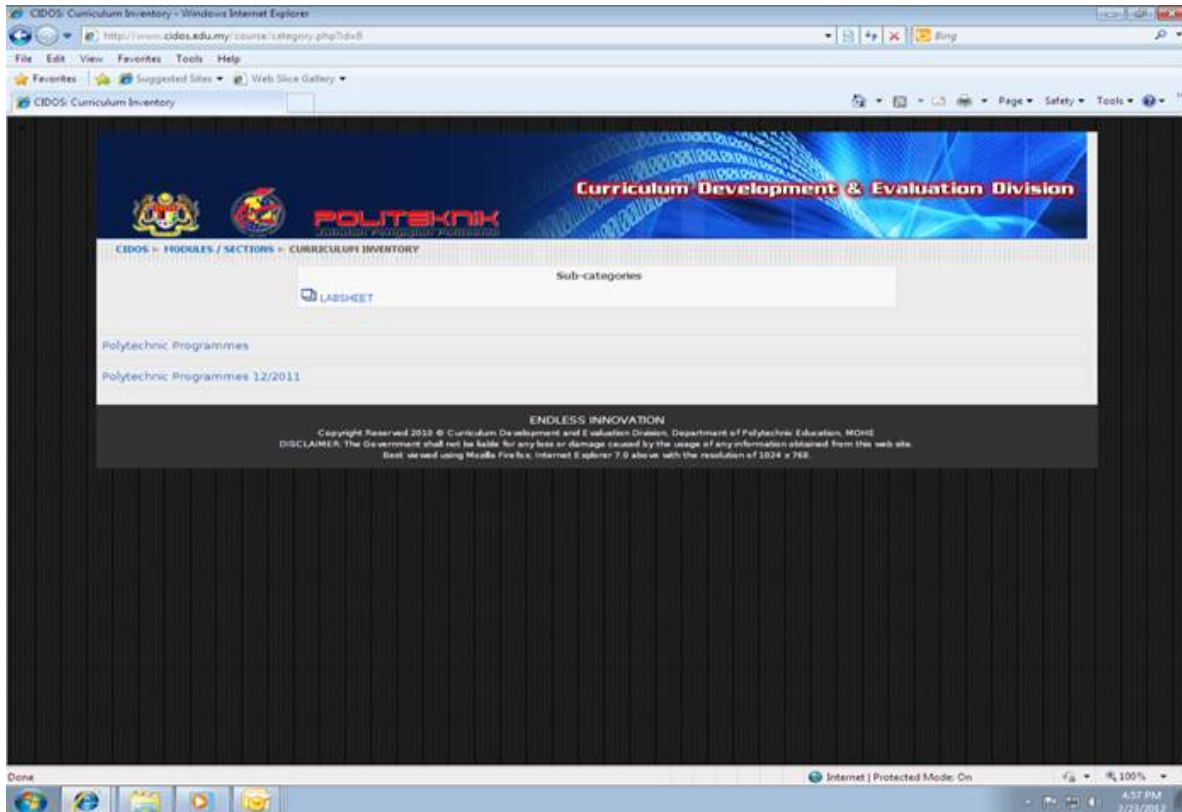 CIDOS: Curriculum Inventory - Windows Internet Explorer
http://www.cidos.edu.my/course/category.php?id=8
Bing
File Edit View Favorites Tools Help
Favorites Suggested Sites Web Slice Gallery
CIDOS: Curriculum Inventory
Page Safety Tools
Curriculum Development & Evaluation Division
POLITEKNIK
CIDOS MODULES / SECTIONS CURRICULUM INVENTORY
Sub-categories
LABSHEET
Polytechnic Programmes
Polytechnic Programmes 12/2011
ENDLESS INNOVATION
Copyright Reserved 2010 © Curriculum Development and Evaluation Division, Department of Polytechnic Education, MOHE
DISCLAIMER: The Government shall not be liable for any loss or damage caused by the usage of any information obtained from this web site.
Best viewed using Mozilla Firefox, Internet Explorer 7.0 above with the resolution of 1024 x 768.
Done
Internet | Protected Mode: On
100%
4:57 PM
2/23/2012